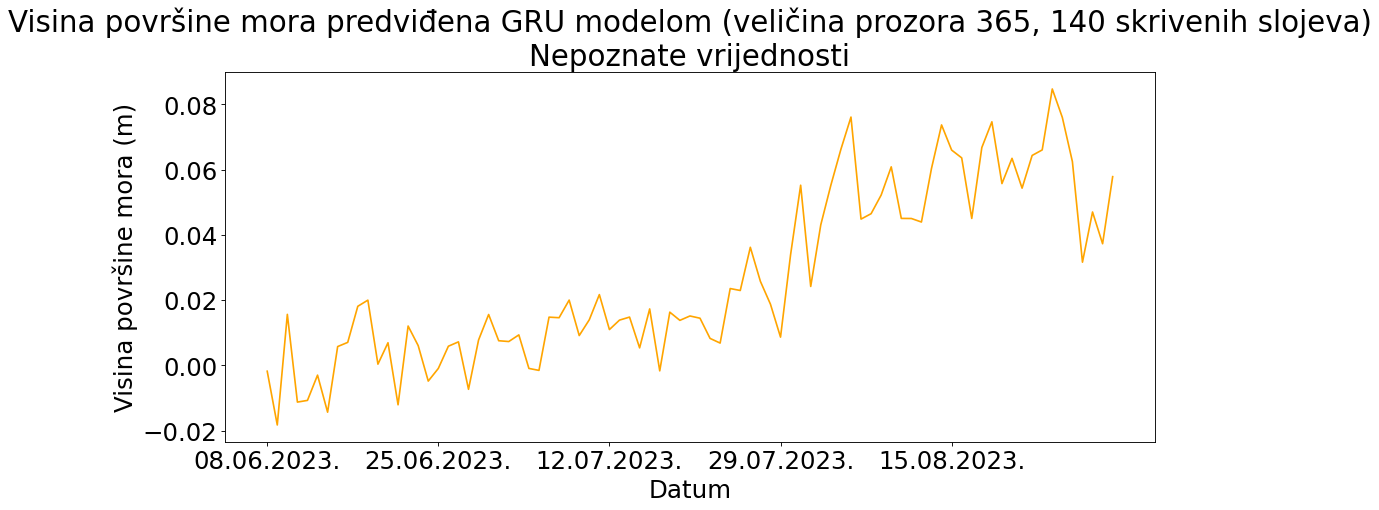 Visina površine mora predviđena GRU modelom (veličina prozora 365, 140 skrivenih slojeva)
Nepoznate vrijednosti
Visina površine mora (m)
0.08
0.06
0.04
0.02
0.00
−0.02
08.06.2023. 25.06.2023. 12.07.2023. 29.07.2023. 15.08.2023.
Datum